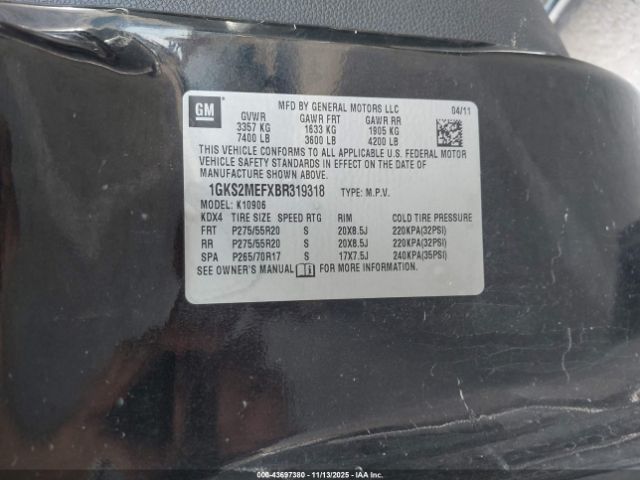 GM
MFD BY GENERAL MOTORS LLC 04/11
GVWR GAWR FRT GAWR RR
3357 KG 1633 KG 1905 KG
7400 LB 3600 LB 4200 LB
THIS VEHICLE CONFORMS TO ALL APPLICABLE U.S. FEDERAL MOTOR
VEHICLE SAFETY STANDARDS IN EFFECT ON THE DATE OF
MANUFACTURE SHOWN ABOVE.
1GKS2MEFXBR319318 TYPE: M.P.V.
MODEL: K10906
KDX4 TIRE SIZE SPEED RTG RIM COLD TIRE PRESSURE
FRT P275/55R20 S 20X8.5J 220KPA(32PSI)
RR P275/55R20 S 20X8.5J 220KPA(32PSI)
SPA P265/70R17 S 17X7.5J 240KPA(35PSI)
SEE OWNER'S MANUAL FOR MORE INFORMATION.
000-43697380 - 11/13/2025 - COPYRIGHT IAA, LLC